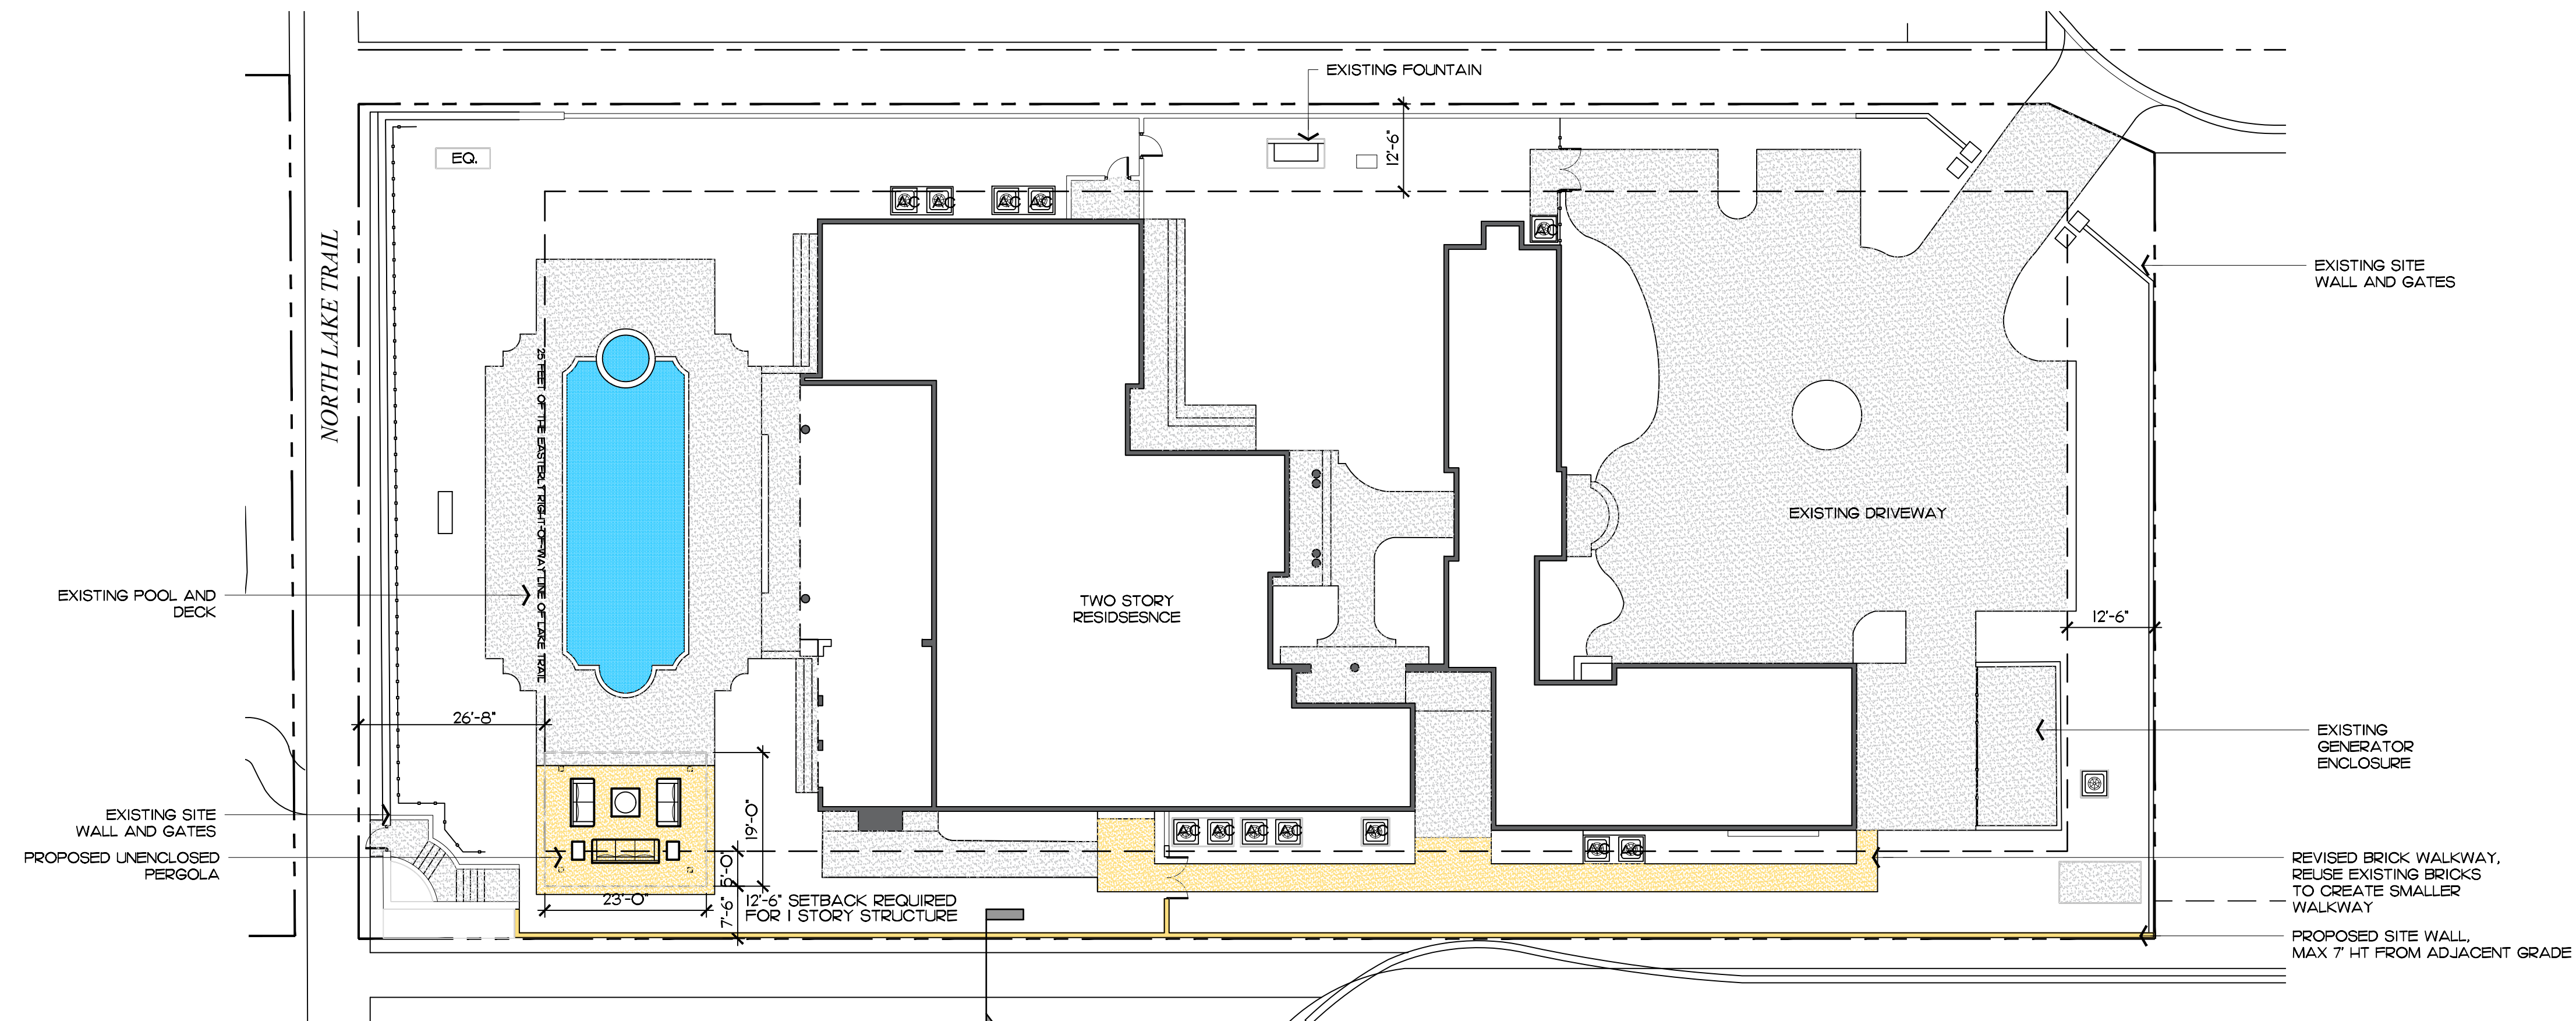 EXISTING FOUNTAIN
12'-6"
EQ.
AC
AC
AC
AC
AC
NORTH LAKE TRAIL
EXISTING SITE
WALL AND GATES
25 FEET OF THE EASTERLY RIGHT-OF-WAY LINE OF LAKE TRAIL
EXISTING DRIVEWAY
EXISTING POOL AND
DECK
TWO STORY
RESIDSESNCE
12'-6"
26'-8"
EXISTING
GENERATOR
ENCLOSURE
EXISTING SITE
WALL AND GATES
19'-0"
AC
AC
AC
AC
AC
AC
AC
PROPOSED UNENCLOSED
PERGOLA
5'-0"
REVISED BRICK WALKWAY,
REUSE EXISTING BRICKS
TO CREATE SMALLER
WALKWAY
23'-0"
7'-6"
12'-6" SETBACK REQUIRED
FOR 1 STORY STRUCTURE
PROPOSED SITE WALL,
MAX 7' HT FROM ADJACENT GRADE